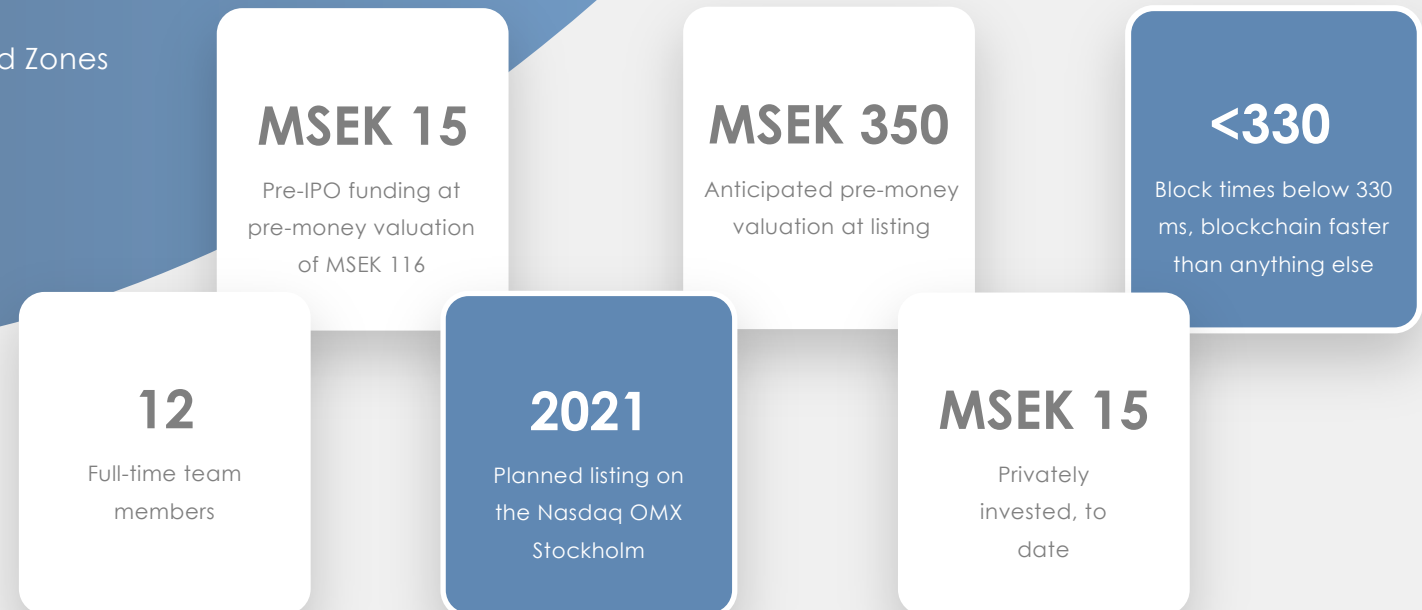 d Zones
MSEK 15
Pre-IPO funding at
pre-money valuation
of MSEK 116
MSEK 350
Anticipated pre-money
valuation at listing
<330
Block times below 330
ms, blockchain faster
than anything else
12
Full-time team
members
2021
Planned listing on
the Nasdaq OMX
Stockholm
MSEK 15
Privately
invested, to
date